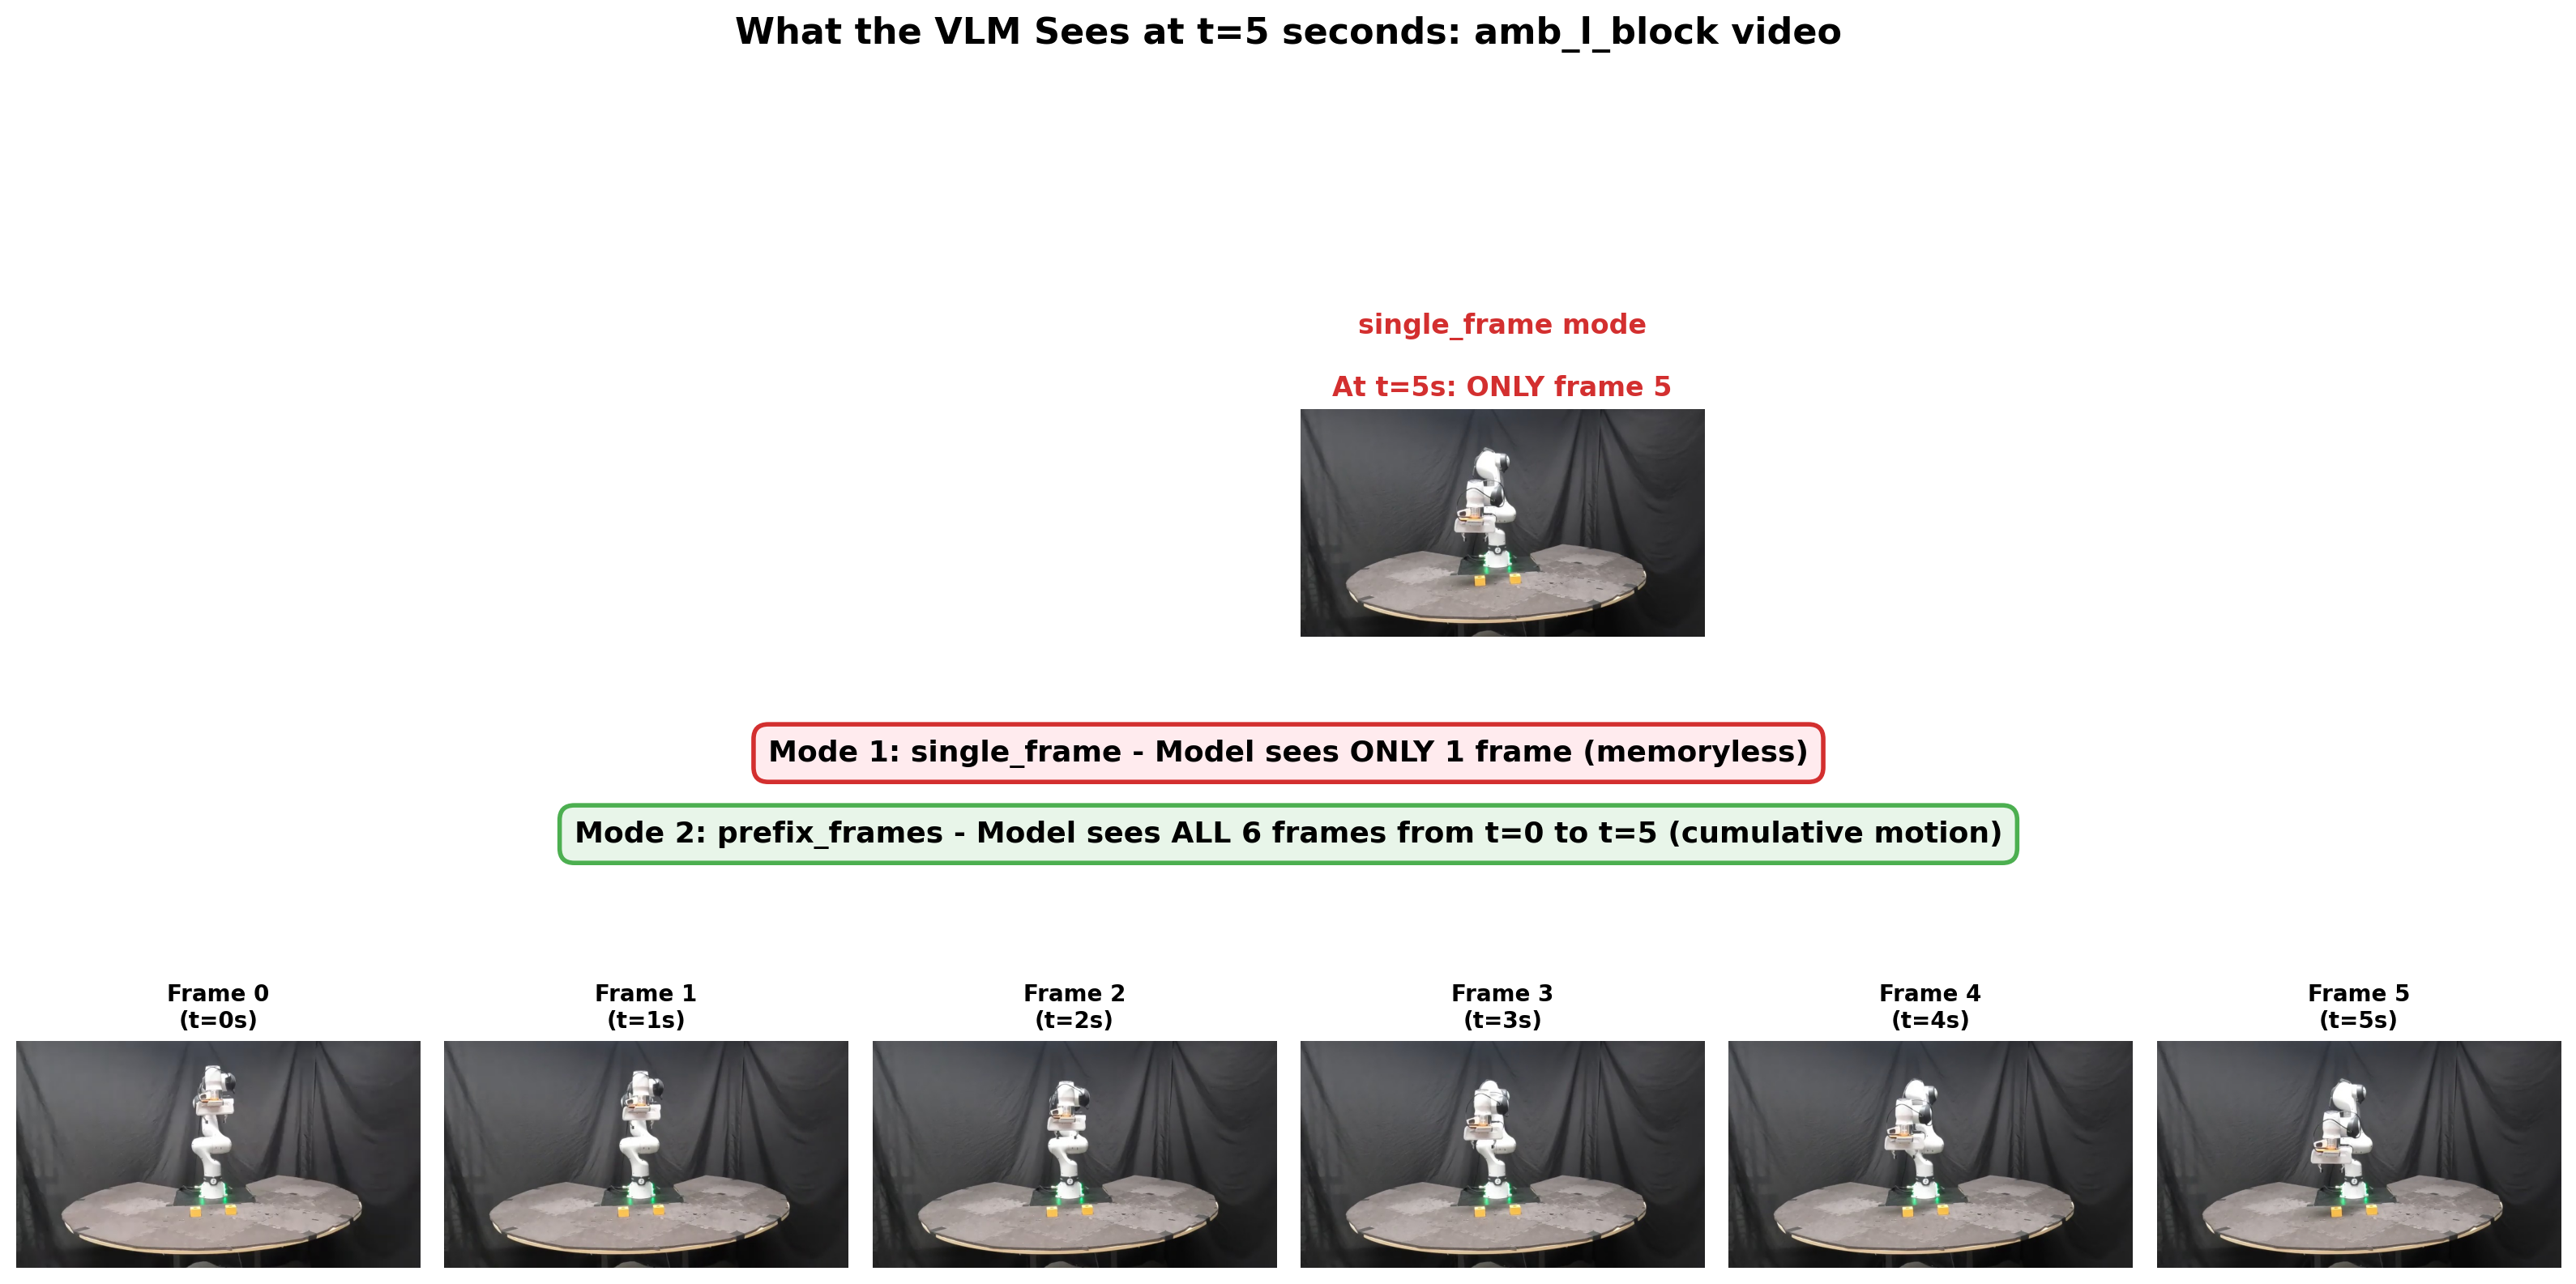 What the VLM Sees at t=5 seconds: amb_l_block video
single_frame mode
At t=5s: ONLY frame 5
Mode 1: single_frame - Model sees ONLY 1 frame (memoryless)
Mode 2: prefix_frames - Model sees ALL 6 frames from t=0 to t=5 (cumulative motion)
Frame 0
(t=0s)
Frame 1
(t=1s)
Frame 2
(t=2s)
Frame 3
(t=3s)
Frame 4
(t=4s)
Frame 5
(t=5s)